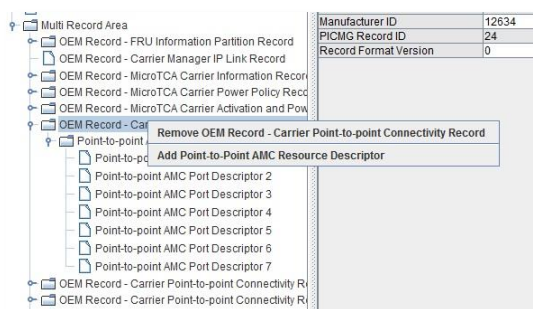 Multi Record Area
OEM Record - FRU Information Partition Record
OEM Record - Carrier Manager IP Link Record
OEM Record - MicroTCA Carrier Information Recor
OEM Record - MicroTCA Carrier Power Policy Reco
OEM Record - MicroTCA Carrier Activation and Pow
OEM Record - Car
Point-to-point
Point-to-po
Point-to-point AMC Port Descriptor 2
Point-to-point AMC Port Descriptor 3
Point-to-point AMC Port Descriptor 4
Point-to-point AMC Port Descriptor 5
Point-to-point AMC Port Descriptor 6
Point-to-point AMC Port Descriptor 7
OEM Record - Carrier Point-to-point Connectivity R
OEM Record - Carrier Point-to-point Connectivity R
Remove OEM Record - Carrier Point-to-point Connectivity Record
Add Point-to-Point AMC Resource Descriptor
Manufacturer ID 12634
PICMG Record ID 24
Record Format Version 0